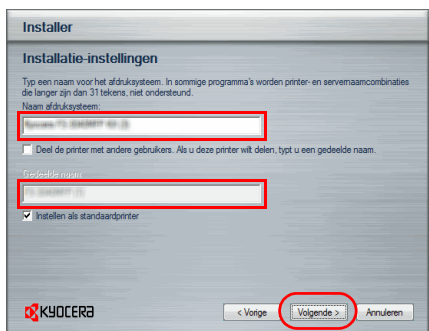 Installer
Installatie-instellingen
Typ een naam voor het afdruksysteem. In sommige programma's worden printer- en servernaamcombinaties
die langer zijn dan 31 tekens, niet ondersteund.
Naam afdruksysteem:
Deel de printer met andere gebruikers. Als u deze printer wilt delen, typt u een gedeelde naam.
Gedeelde naam:
Instellen als standaardprinter
KYOCERA
< Vorige
Volgende >
Annuleren